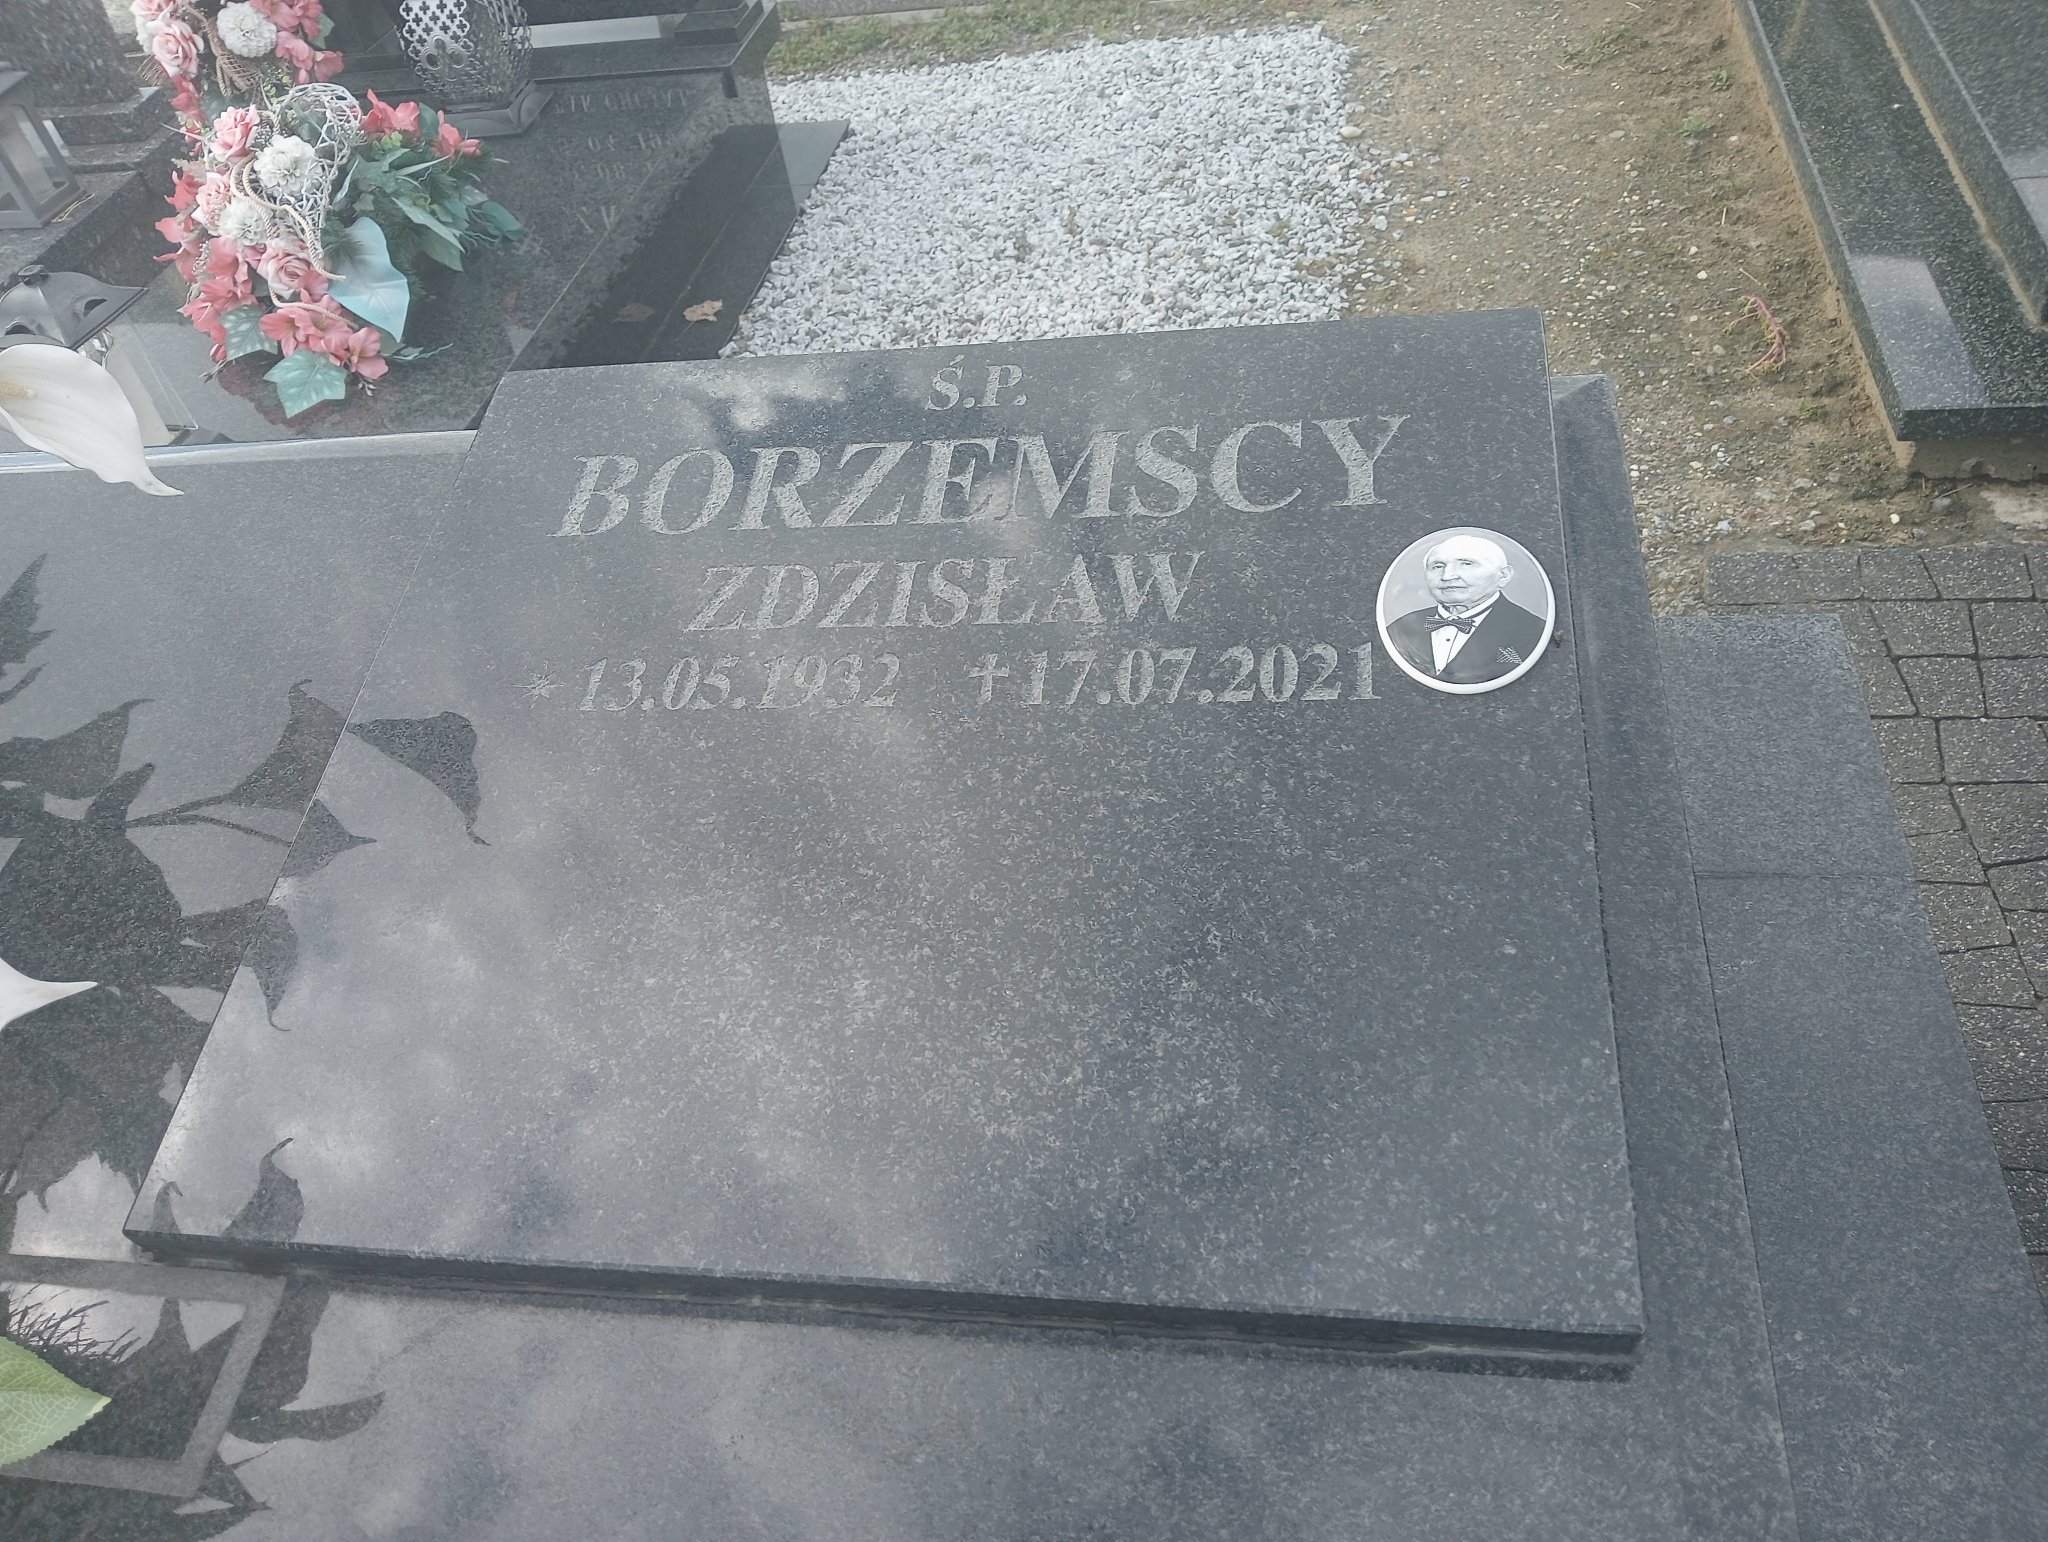 Ś.P.
BORZEMSCY
ZDZISŁAW
* 13.05.1932 ✝ 17.07.2021